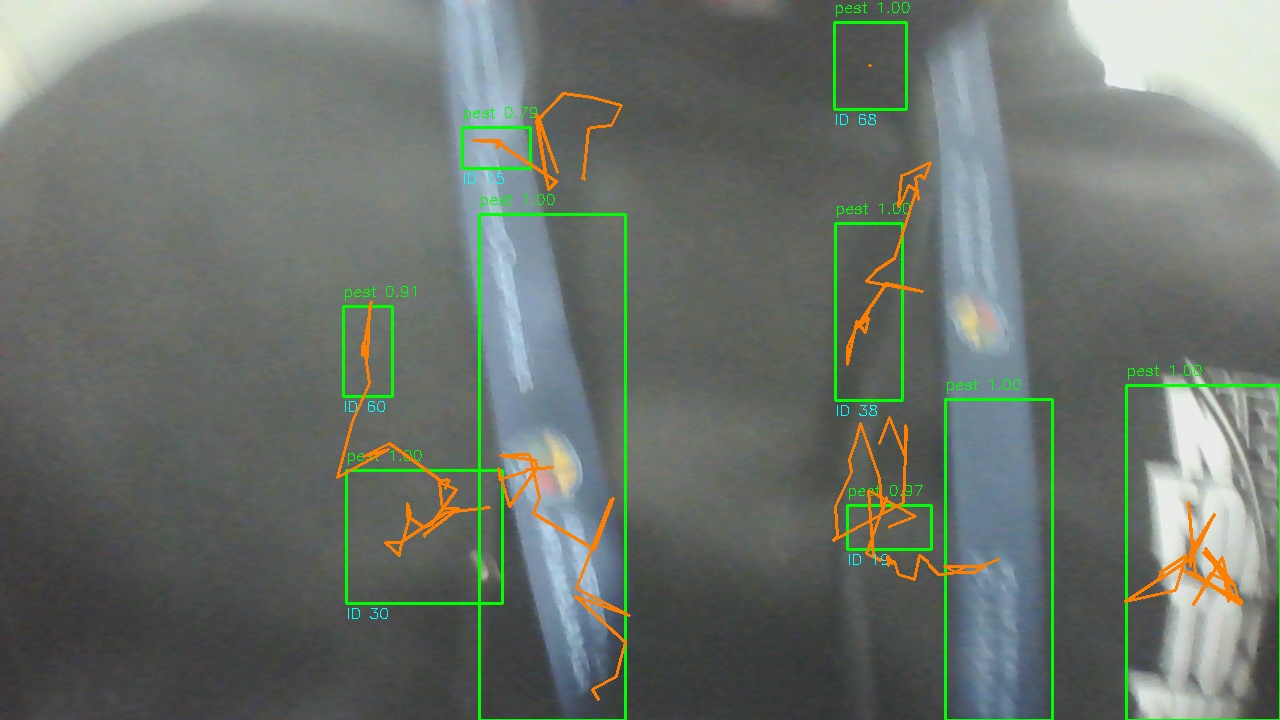 pest 1.00
ID 68
pest 0.79
ID 15
pest 1.00
pest 1.00
ID 38
pest 0.91
ID 60
pest 1.00
ID 30
pest 1.00
pest 0.97
ID 19
pest 1.00